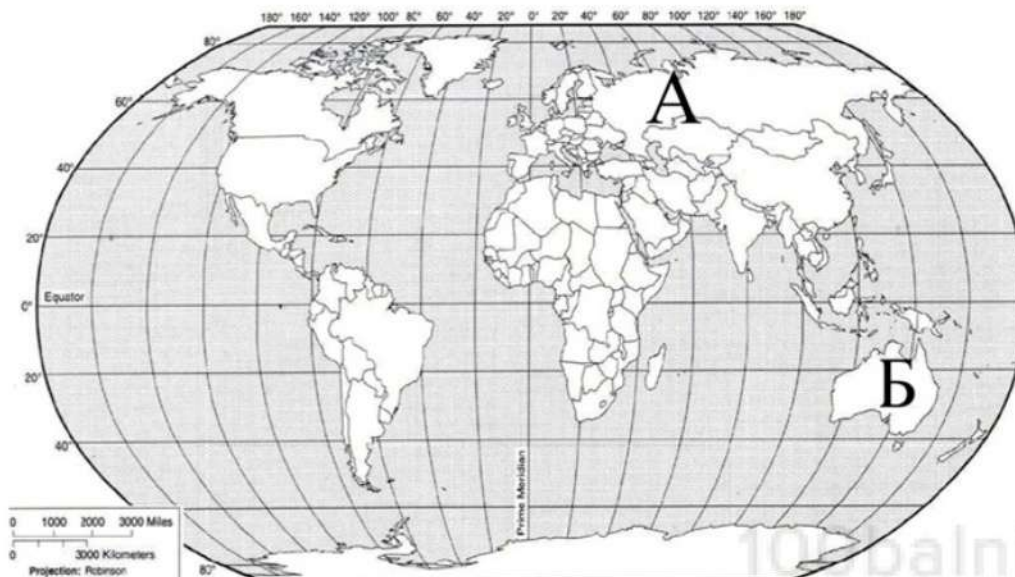 180° 160° 140° 120° 100° 80° 60° 40° 20° 0° 20° 40° 60° 80° 100° 120° 140° 160° 180°
80°
60°
А
40°
20°
Equator
0°
20°
Б
40°
Prime Meridian
0 1000 2000 3000 Miles
0 3000 Kilometers
Projection: Robinson
80°